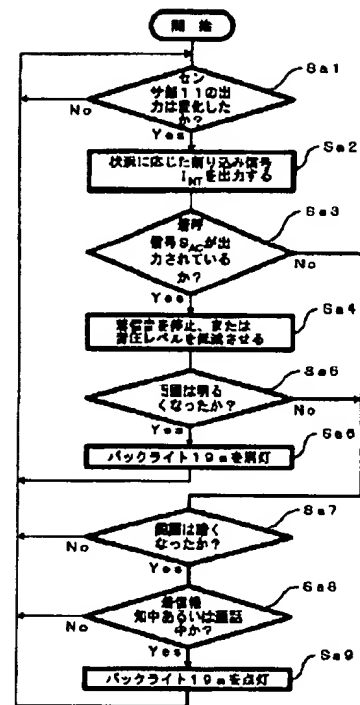 開始
Sa1
セン
サ部11の出
力は変化した
か?
No
Yes
Sa2
状況に応じた割り込み信号
INTを出力する
Sa3
着呼
信号SACが出
力されている
か?
No
Yes
Sa4
着信音を停止、または
音圧レベルを低減させる
Sa5
周囲は明る
くなったか?
No
Yes
Sa6
バックライト19aを消灯
Sa7
周囲は暗く
なったか?
No
Yes
Sa8
着信報
知中あるいは通話
中か?
No
Yes
Sa9
バックライト19aを点灯